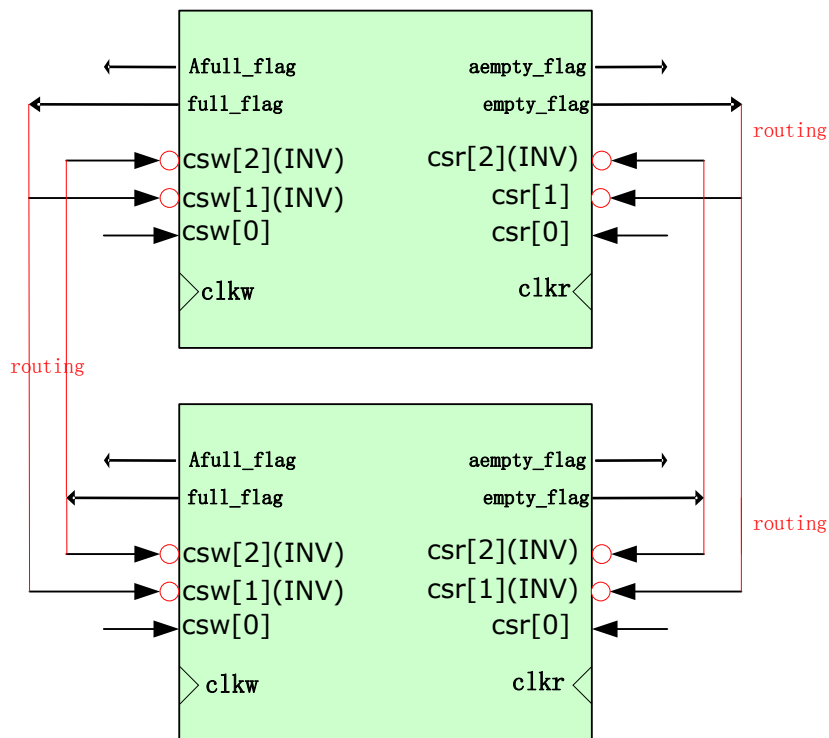 Afull_flag aempty_flag
full_flag empty_flag
routing
csw[2](INV) csr[2](INV)
csw[1](INV) csr[1]
csw[0] csr[0]
clkw clkr
routing
Afull_flag aempty_flag
full_flag empty_flag
routing
csw[2](INV) csr[2](INV)
csw[1](INV) csr[1](INV)
csw[0] csr[0]
clkw clkr